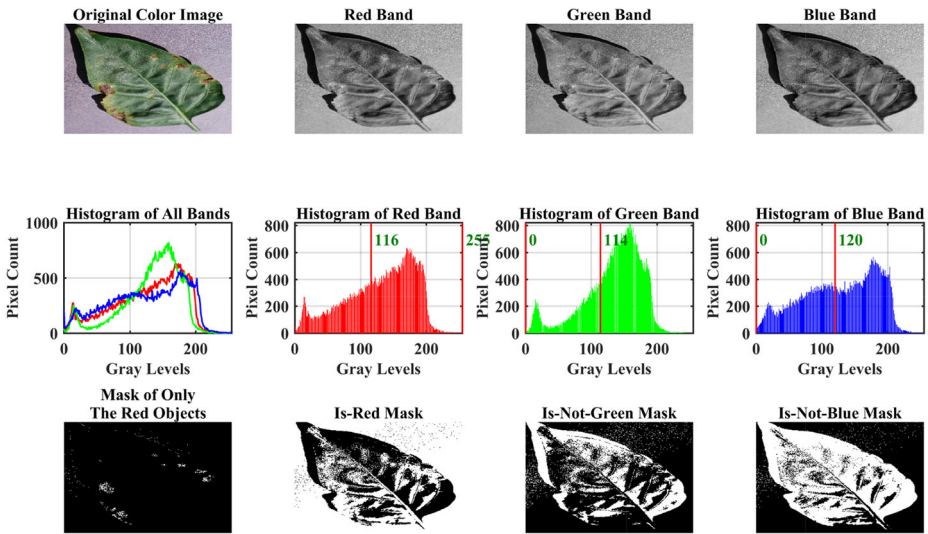 Original Color Image
Red Band
Green Band
Blue Band
Histogram of All Bands
1000
500
0
Pixel Count
0 100 200
Gray Levels
Histogram of Red Band
800
600
400
200
0
Pixel Count
116
255
0 100 200
Gray Levels
Histogram of Green Band
800
600
400
200
0
Pixel Count
0
114
0 100 200
Gray Levels
Histogram of Blue Band
800
600
400
200
0
Pixel Count
0
120
0 100 200
Gray Levels
Mask of Only
The Red Objects
Is-Red Mask
Is-Not-Green Mask
Is-Not-Blue Mask